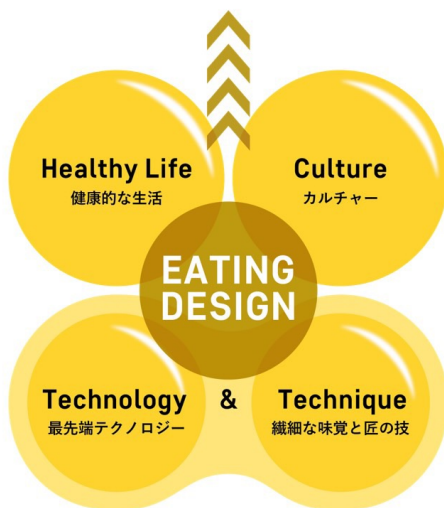 Healthy Life
健康的な生活
Culture
カルチャー
EATING
DESIGN
Technology
最先端テクノロジー
&
Technique
繊細な味覚と匠の技